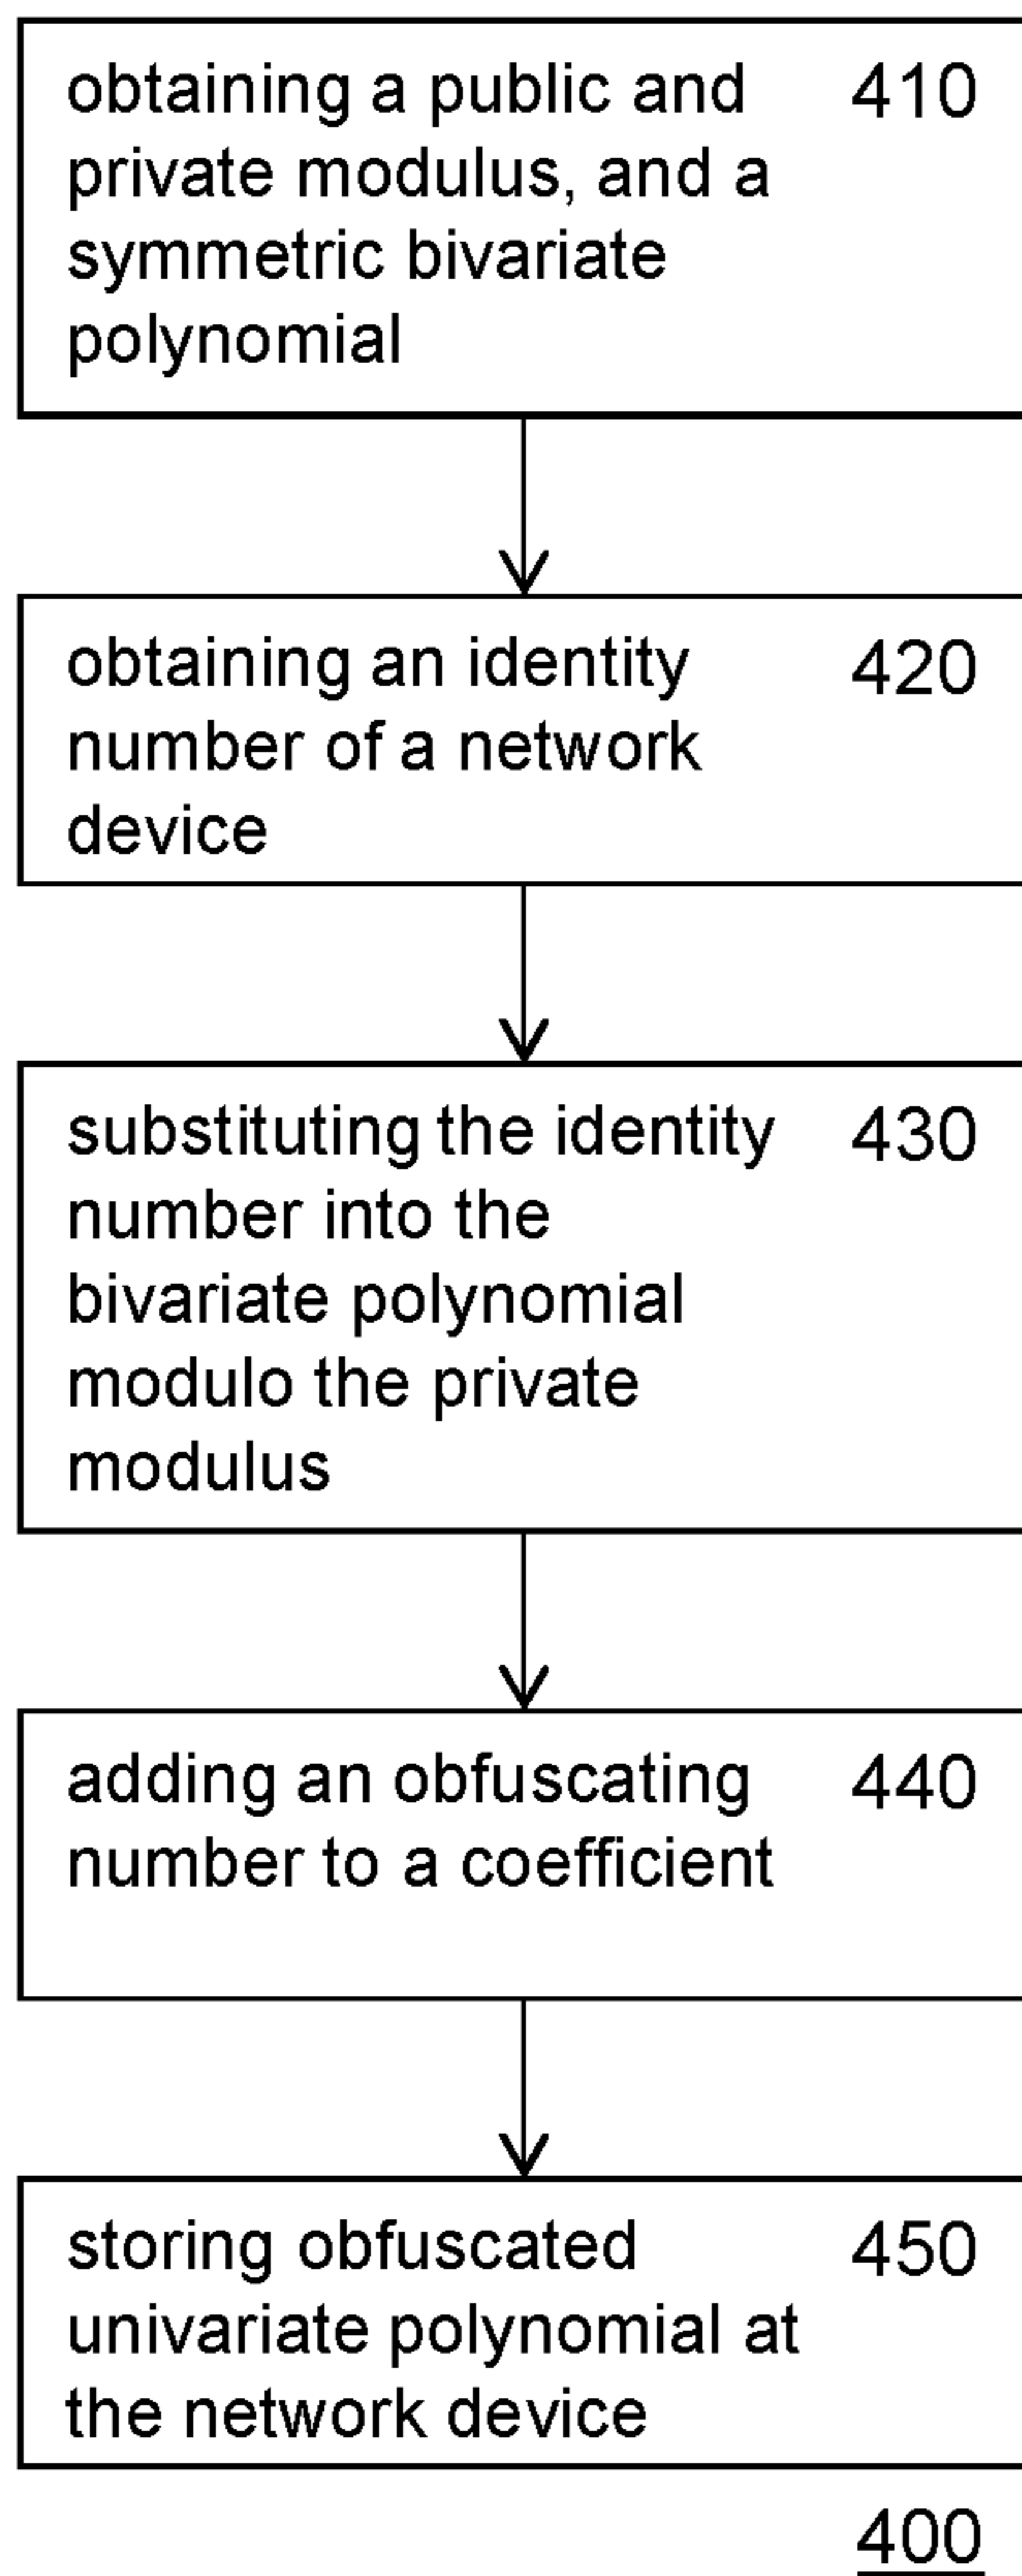 obtaining a public and 410
private modulus, and a
symmetric bivariate
polynomial
obtaining an identity 420
number of a network
device
substituting the identity 430
number into the
bivariate polynomial
modulo the private
modulus
adding an obfuscating 440
number to a coefficient
storing obfuscated 450
univariate polynomial at
the network device
400